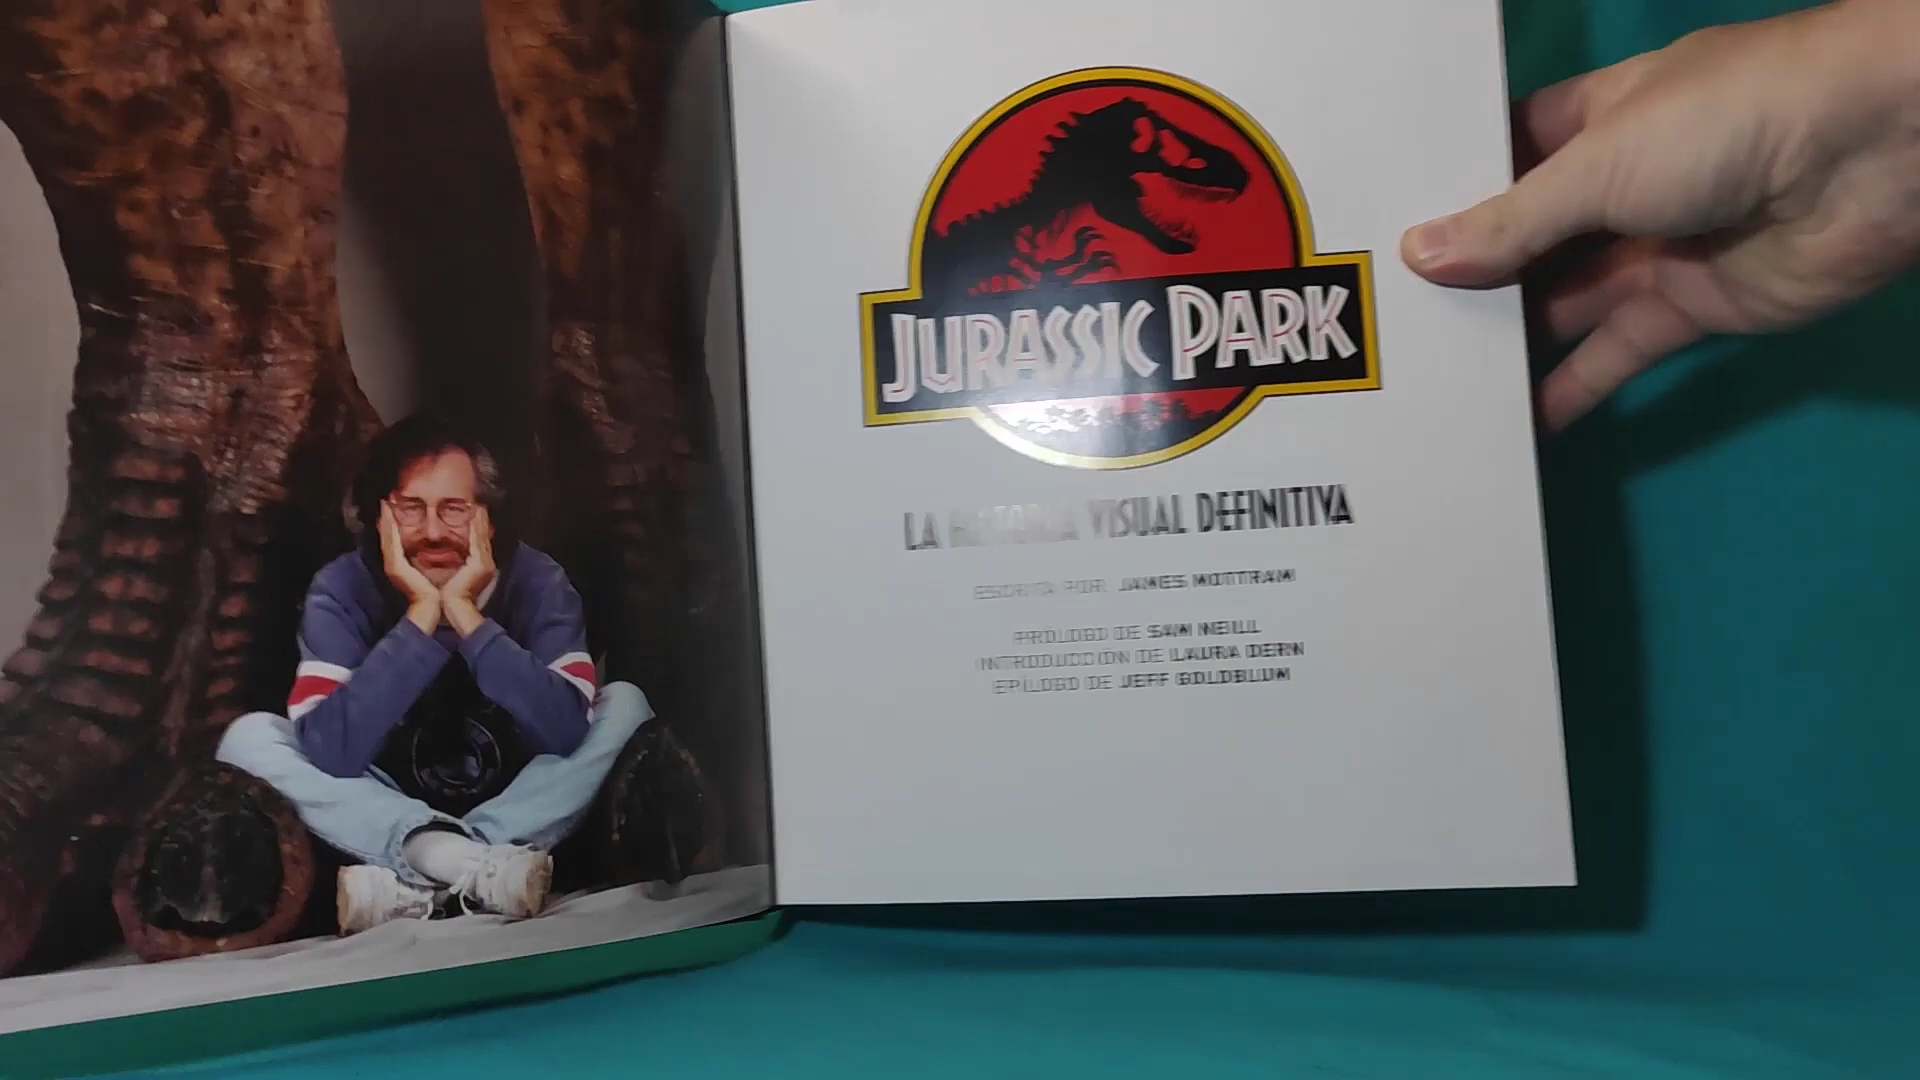 JURASSIC PARK
LA HISTORIA VISUAL DEFINITIVA
ESCRITA POR JAMES MOTTRAM
PRÓLOGO DE SAM NEILL
INTRODUCCIÓN DE LAURA DERN
EPÍLOGO DE JEFF GOLDBLUM